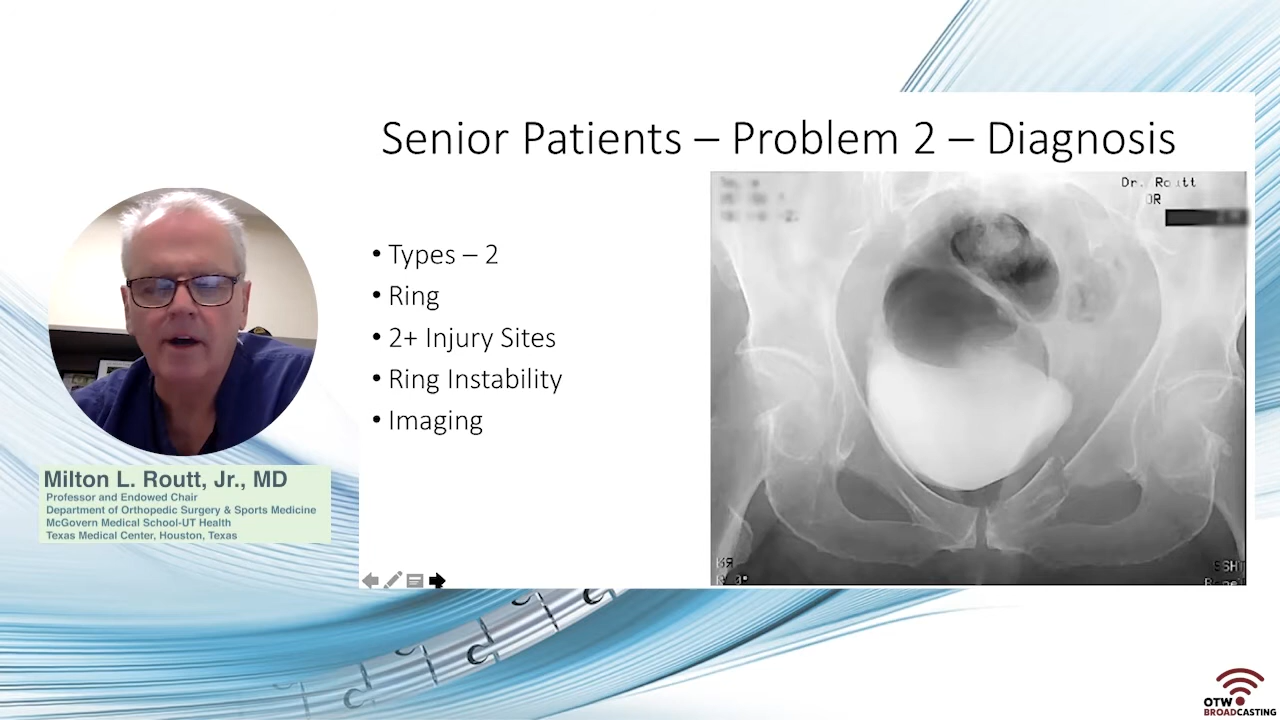 Senior Patients – Problem 2 – Diagnosis
• Types – 2
• Ring
• 2+ Injury Sites
• Ring Instability
• Imaging
Dr. Routt
OR
Milton L. Routt, Jr., MD
Professor and Endowed Chair
Department of Orthopedic Surgery & Sports Medicine
McGovern Medical School-UT Health
Texas Medical Center, Houston, Texas
OTW
BROADCASTING